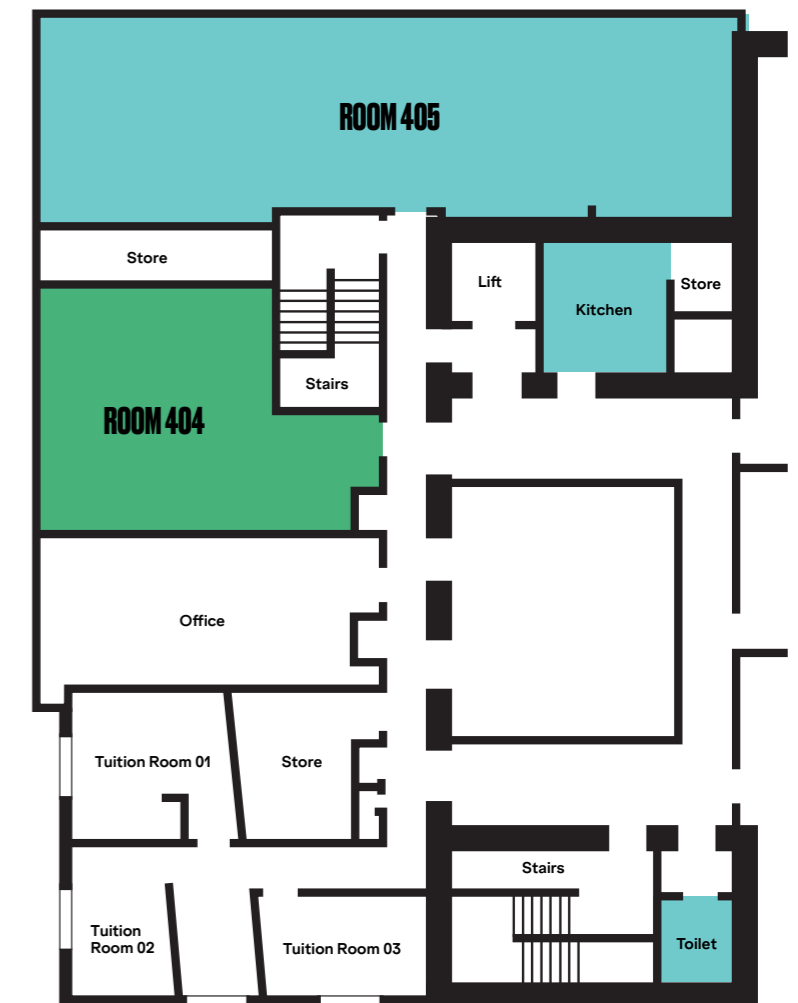 ROOM 405
Store
Lift
Store
Kitchen
Stairs
ROOM 404
Office
Tuition Room 01
Store
Stairs
Tuition
Room 02
Tuition Room 03
Toilet